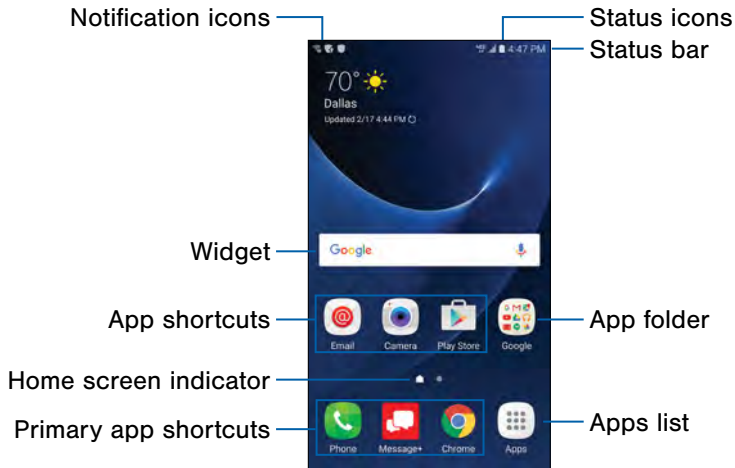 Notification icons
Status icons
4:47 PM
Status bar
70°
Dallas
Updated 2/17 4:44 PM
Widget
Google
App shortcuts
Email Camera Play Store Google
App folder
Home screen indicator
Primary app shortcuts
Phone Message+ Chrome Apps
Apps list